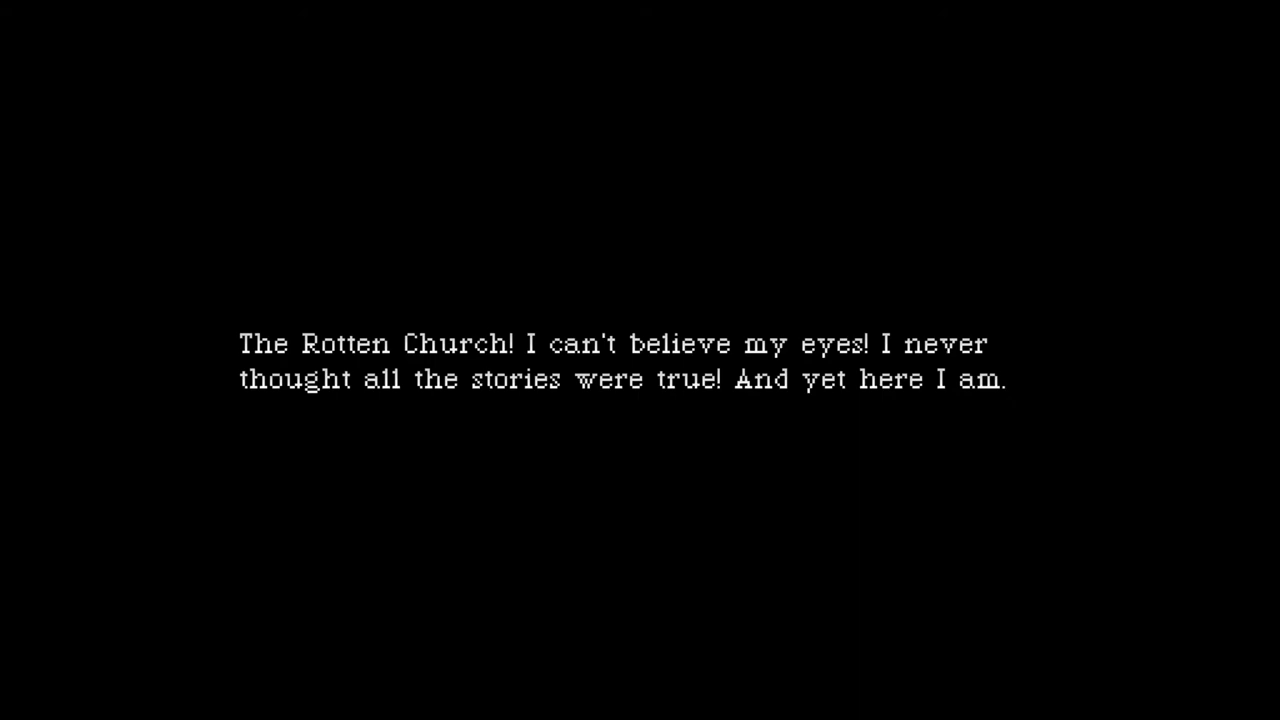 The Rotten Church! I can't believe my eyes! I never
thought all the stories were true! And yet here I am.